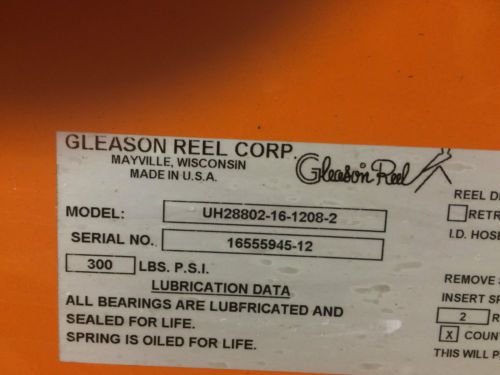 GLEASON REEL CORP.
MAYVILLE, WISCONSIN
MADE IN U.S.A.
Gleason Reel
MODEL: UH28802-16-1208-2
SERIAL NO. 16555945-12
300 LBS. P.S.I.
LUBRICATION DATA
ALL BEARINGS ARE LUBFRICATED AND
SEALED FOR LIFE.
SPRING IS OILED FOR LIFE.
REEL D
RETR
I.D. HOSE
REMOVE
INSERT SP
2 R
X COUN
THIS WILL P